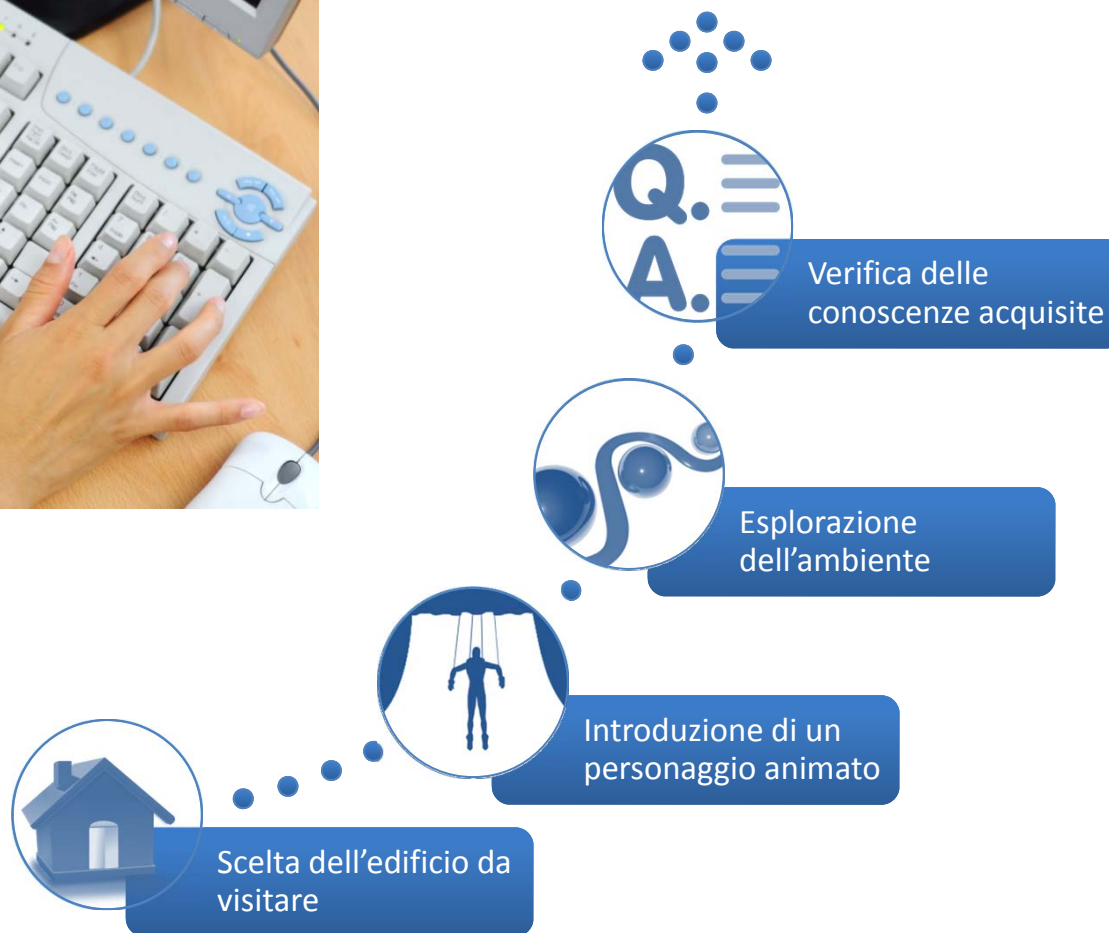 Q.
A.
Verifica delle
conoscenze acquisite
Esplorazione
dell’ambiente
Introduzione di un
personaggio animato
Scelta dell’edificio da
visitare